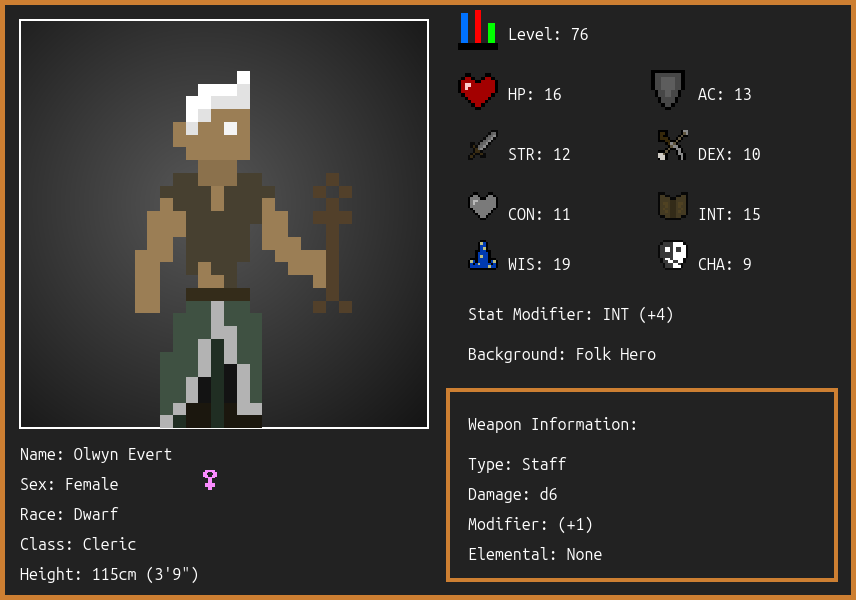 Level: 76
HP: 16
AC: 13
STR: 12
DEX: 10
CON: 11
INT: 15
WIS: 19
CHA: 9
Stat Modifier: INT (+4)
Background: Folk Hero
Weapon Information:
Type: Staff
Damage: d6
Modifier: (+1)
Elemental: None
Name: Olwyn Evert
Sex: Female
Race: Dwarf
Class: Cleric
Height: 115cm (3'9")